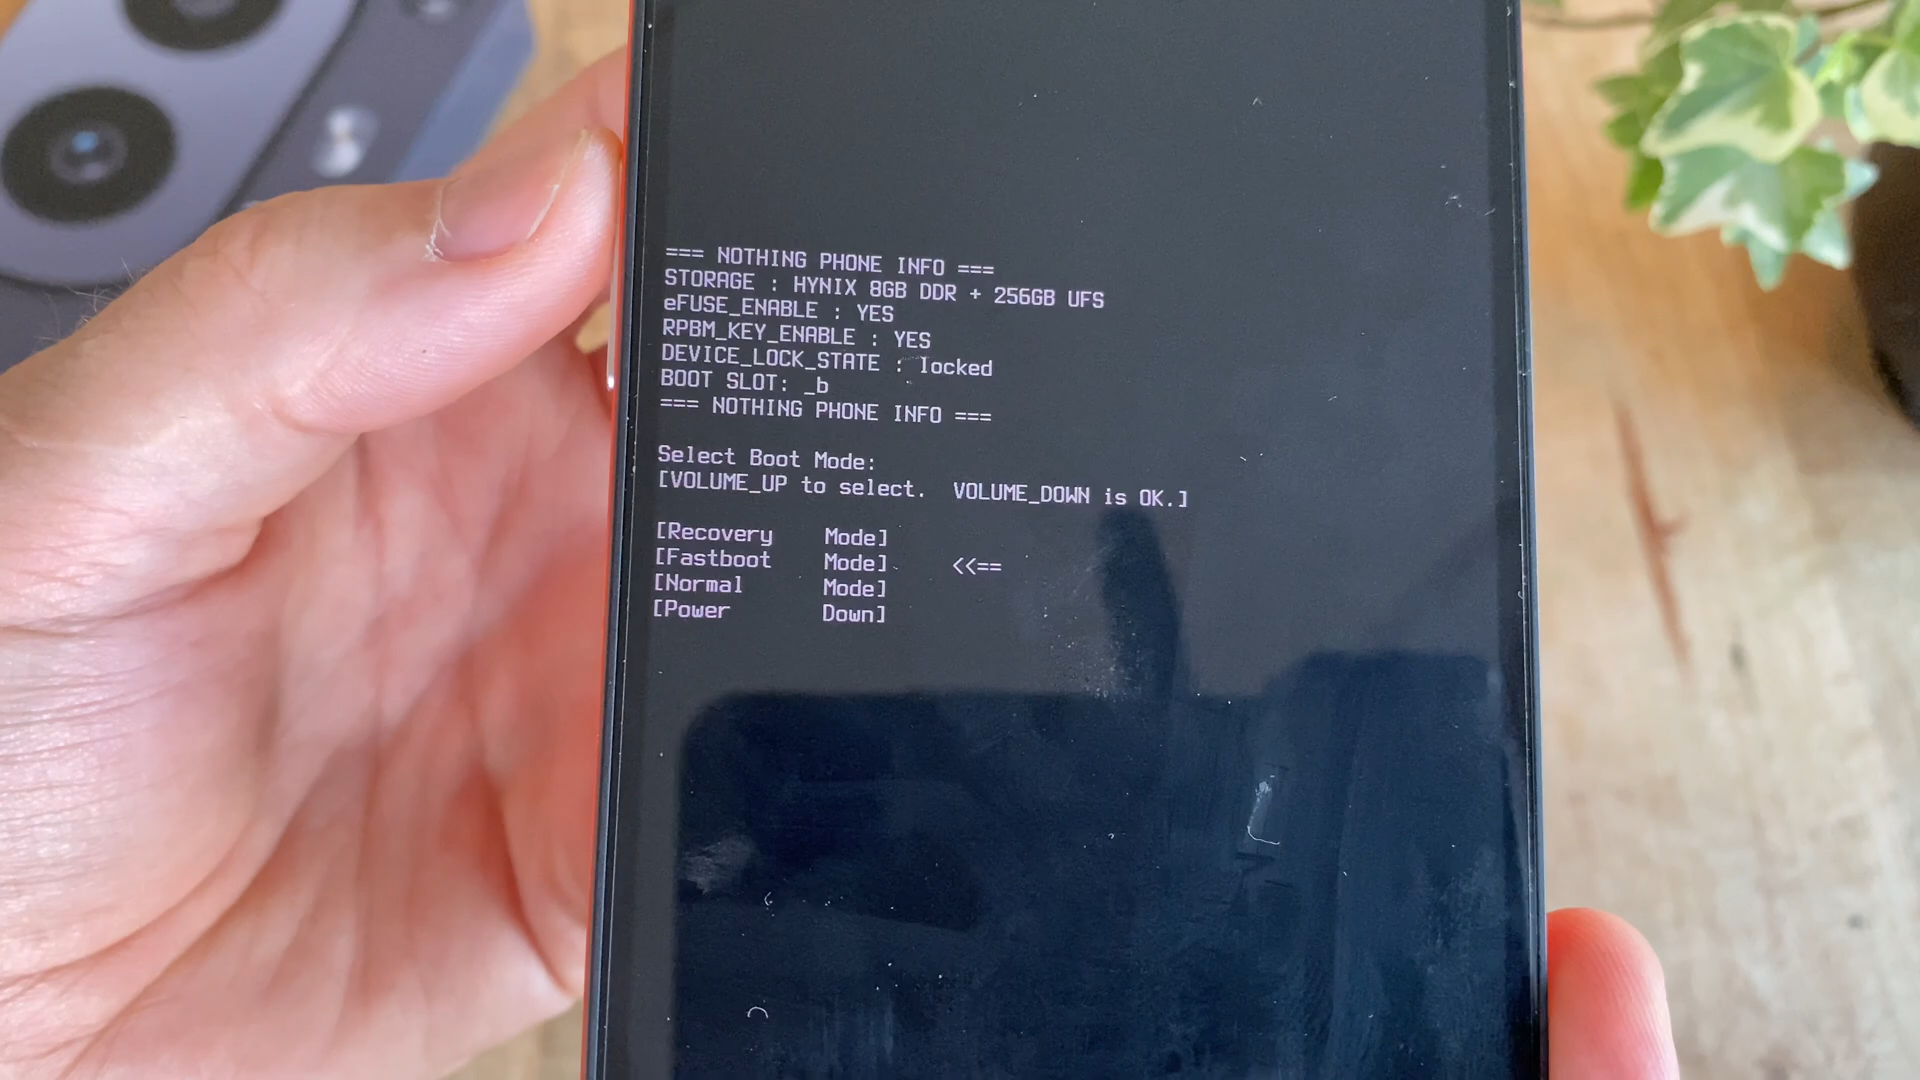 === NOTHING PHONE INFO ===
STORAGE : HYNIX 8GB DDR + 256GB UFS
eFUSE_ENABLE : YES
RPBM_KEY_ENABLE : YES
DEVICE_LOCK_STATE : locked
BOOT SLOT: _b
=== NOTHING PHONE INFO ===
Select Boot Mode:
[VOLUME_UP to select. VOLUME_DOWN is OK.]
[Recovery Mode]
[Fastboot Mode] <<==
[Normal Mode]
[Power Down]